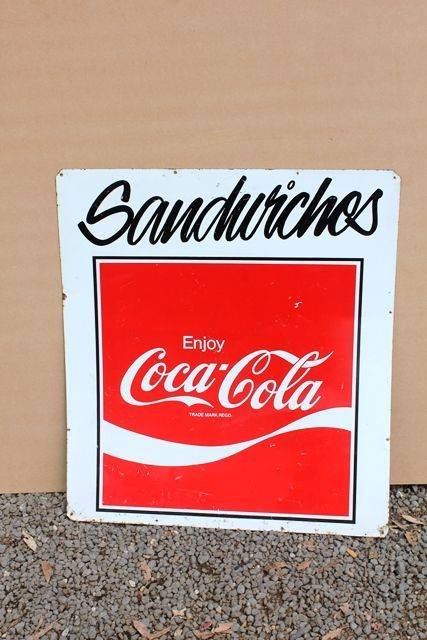 Sandwiches
Enjoy
Coca-Cola
TRADE MARK REGD.